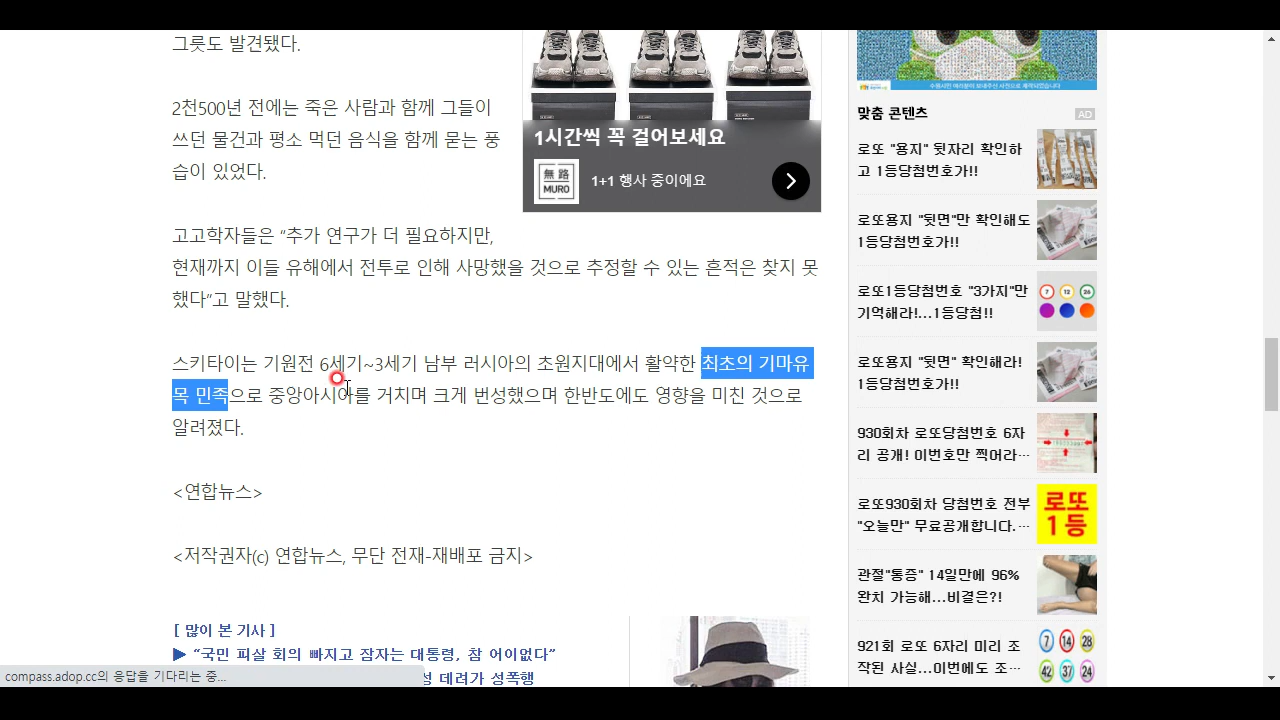 그릇도 발견됐다.
2천500년 전에는 죽은 사람과 함께 그들이
쓰던 물건과 평소 먹던 음식을 함께 묻는 풍
습이 있었다.
1시간씩 꼭 걸어보세요
無路
MURO
1+1 행사 중이에요
고고학자들은 “추가 연구가 더 필요하지만,
현재까지 이들 유해에서 전투로 인해 사망했을 것으로 추정할 수 있는 흔적은 찾지 못
했다”고 말했다.
스키타이는 기원전 6세기~3세기 남부 러시아의 초원지대에서 활약한 최초의 기마유
목 민족으로 중앙아시아를 거치며 크게 번성했으며 한반도에도 영향을 미친 것으로
알려졌다.
<연합뉴스>
<저작권자(c) 연합뉴스, 무단 전재-재배포 금지>
[ 많이 본 기사 ]
▶ “국민 피살 회의 빠지고 잠자는 대통령, 참 어이없다”
성 데려가 성폭행
compass.adop.cc의 응답을 기다리는 중...
맞춤 콘텐츠
AD
로또 "용지" 뒷자리 확인하
고 1등당첨번호가!!
로또용지 "뒷면"만 확인해도
1등당첨번호가!!
로또1등당첨번호 "3가지"만
기억해라!...1등당첨!!
7 12 26
로또용지 "뒷면" 확인해라!
1등당첨번호가!!
930회차 로또당첨번호 6자
리 공개! 이번호만 찍어라…
로또930회차 당첨번호 전부
"오늘만" 무료공개합니다.…
로또
1등
관절"통증" 14일만에 96%
완치 가능해...비결은?!
921회 로또 6자리 미리 조
작된 사실...이번에도 조…
7 14 28
42 37 24